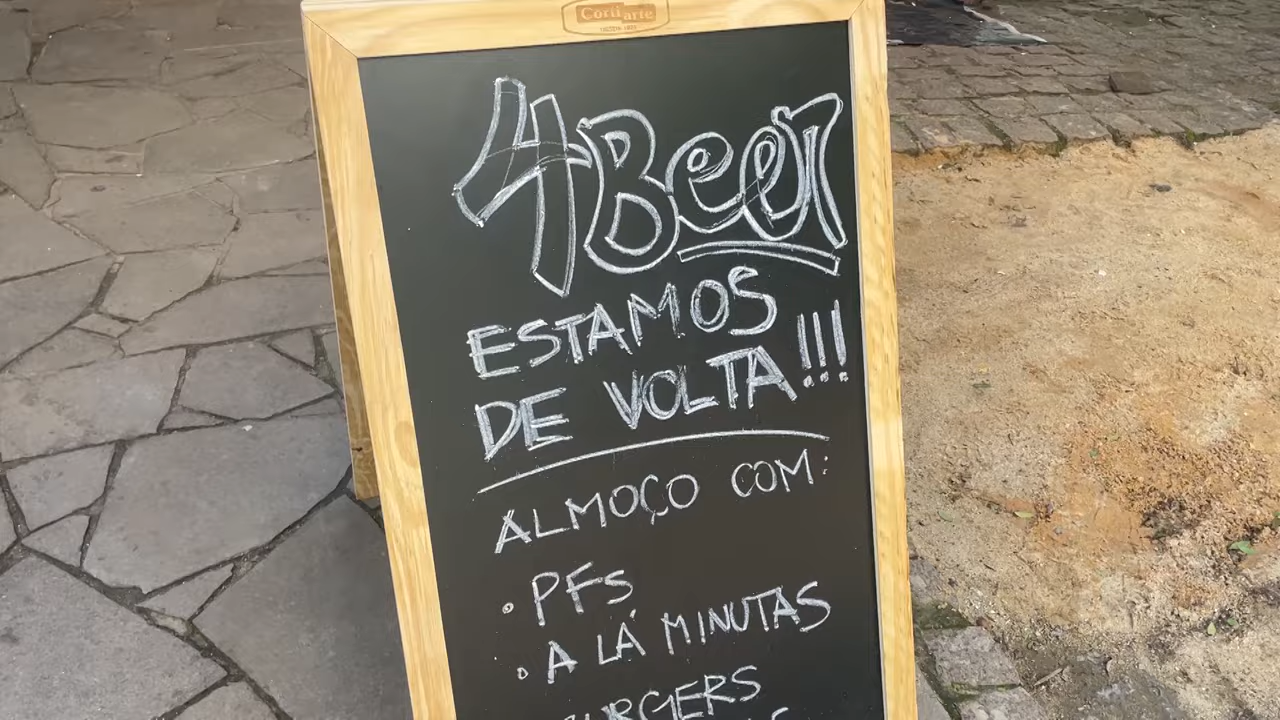 Cortiarte
4Beer
ESTAMOS
DE VOLTA!!!
ALMOÇO COM:
• PFs
• A LÁ MINUTAS
BURGERS